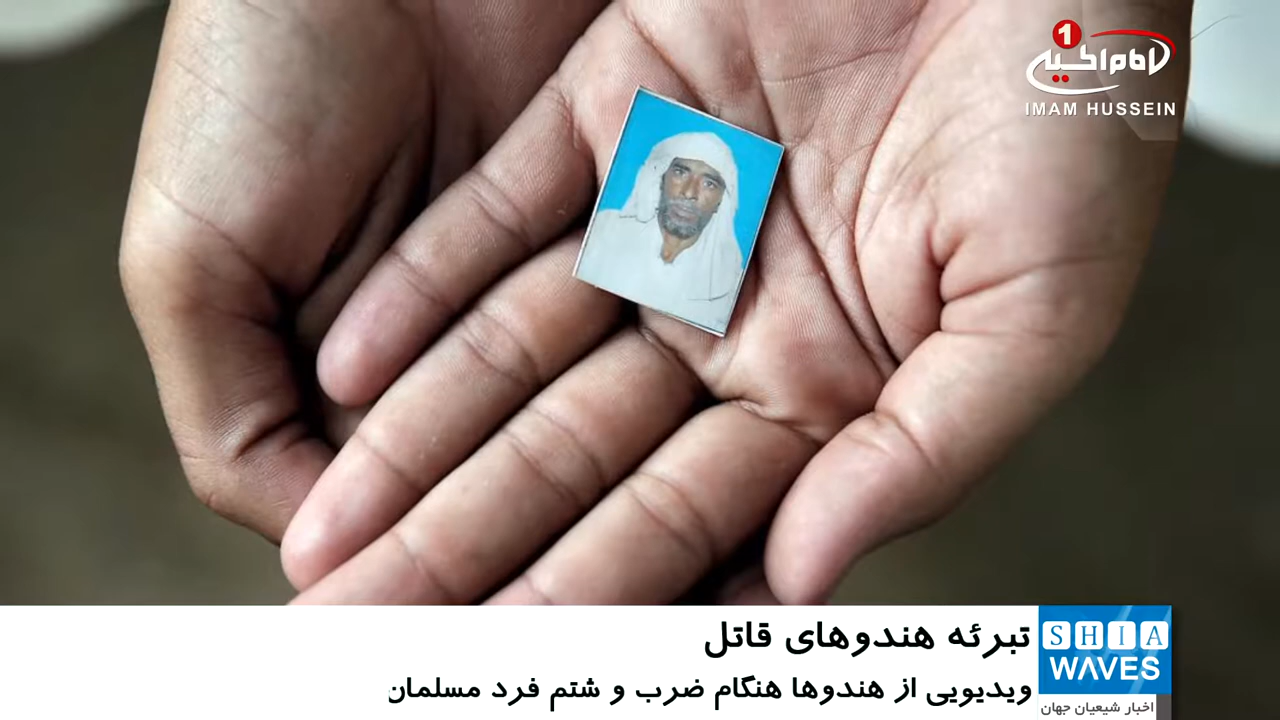 1
امام حسین
IMAM HUSSEIN
تبرئه هندوهای قاتل
ویدیویی از هندوها هنگام ضرب و شتم فرد مسلمان
SHIA
WAVES
اخبار شیعیان جهان